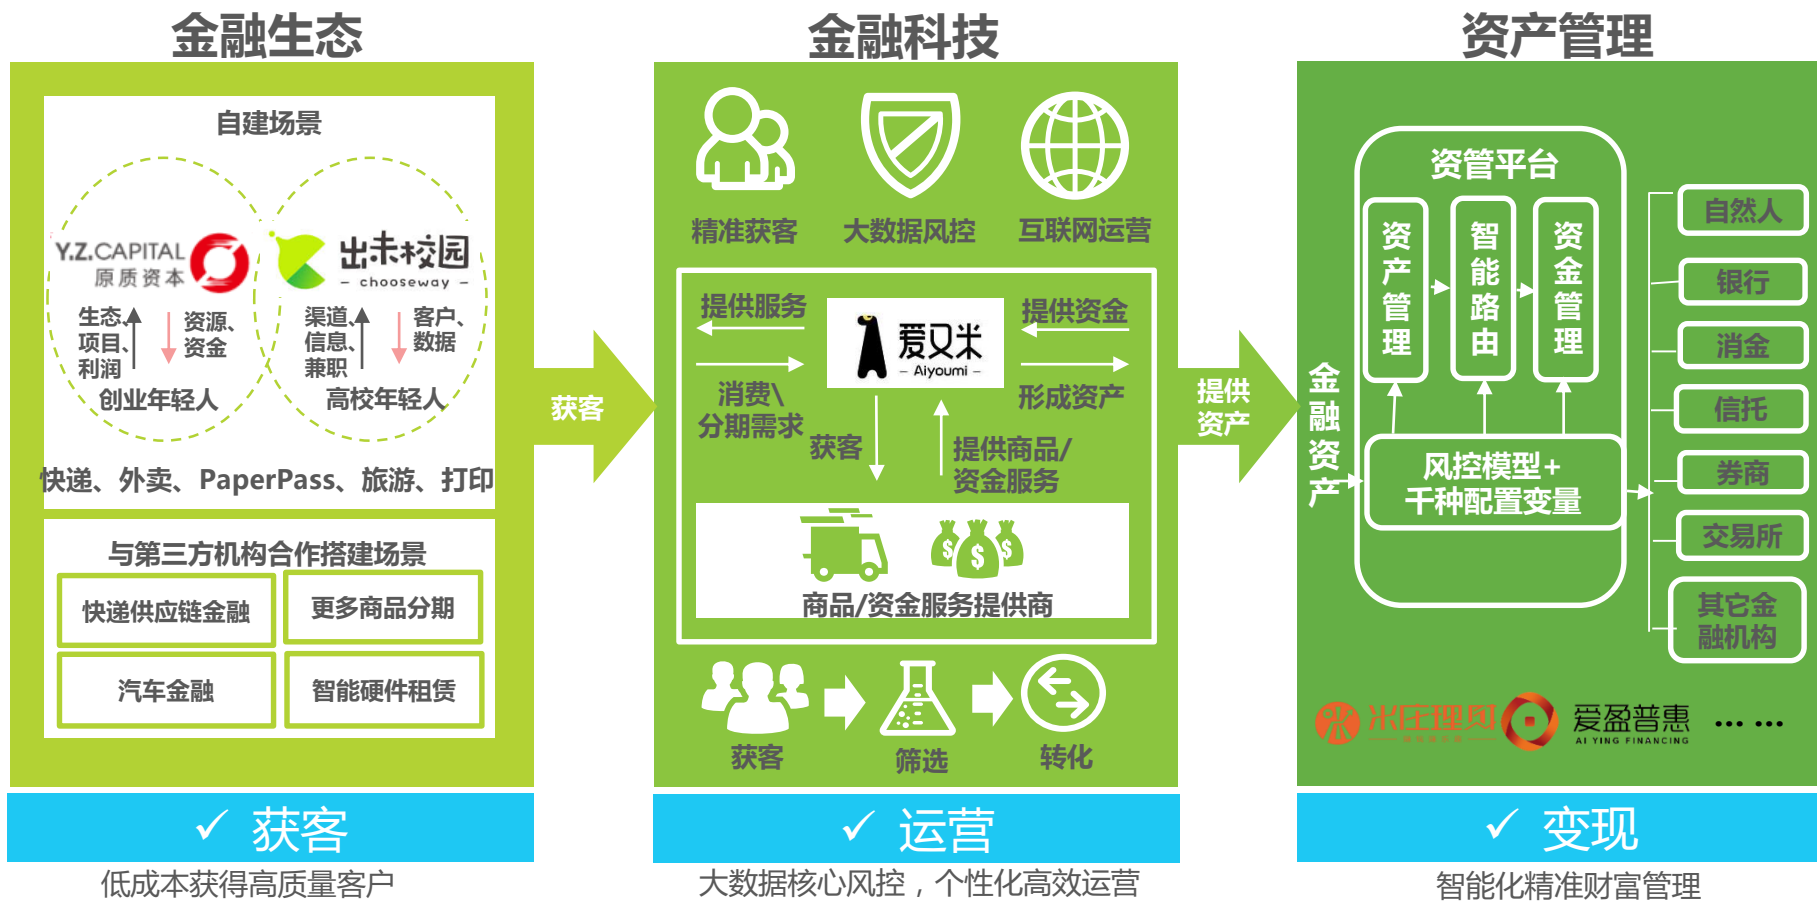 金融生态
自建场景
Y.Z.CAPITAL
原质资本
出未校园
- chooseway -
生态、
项目、
利润
资源、
资金
渠道、
信息、
兼职
客户、
数据
创业年轻人
高校年轻人
快递、外卖、PaperPass、旅游、打印
与第三方机构合作搭建场景
快递供应链金融
更多商品分期
汽车金融
智能硬件租赁
✓ 获客
低成本获得高质量客户
获客
金融科技
精准获客
大数据风控
互联网运营
提供服务
提供资金
爱又米
- Aiyoumi -
消费\
分期需求
形成资产
获客
提供商品/
资金服务
$ $ $
商品/资金服务提供商
获客
筛选
转化
✓ 运营
大数据核心风控，个性化高效运营
提供
资产
资产管理
金融资产
资管平台
资产管理
智能路由
资金管理
风控模型+
千种配置变量
自然人
银行
消金
信托
券商
交易所
其它金
融机构
米庄理财
爱盈普惠
AI YING FINANCING
... ...
✓ 变现
智能化精准财富管理